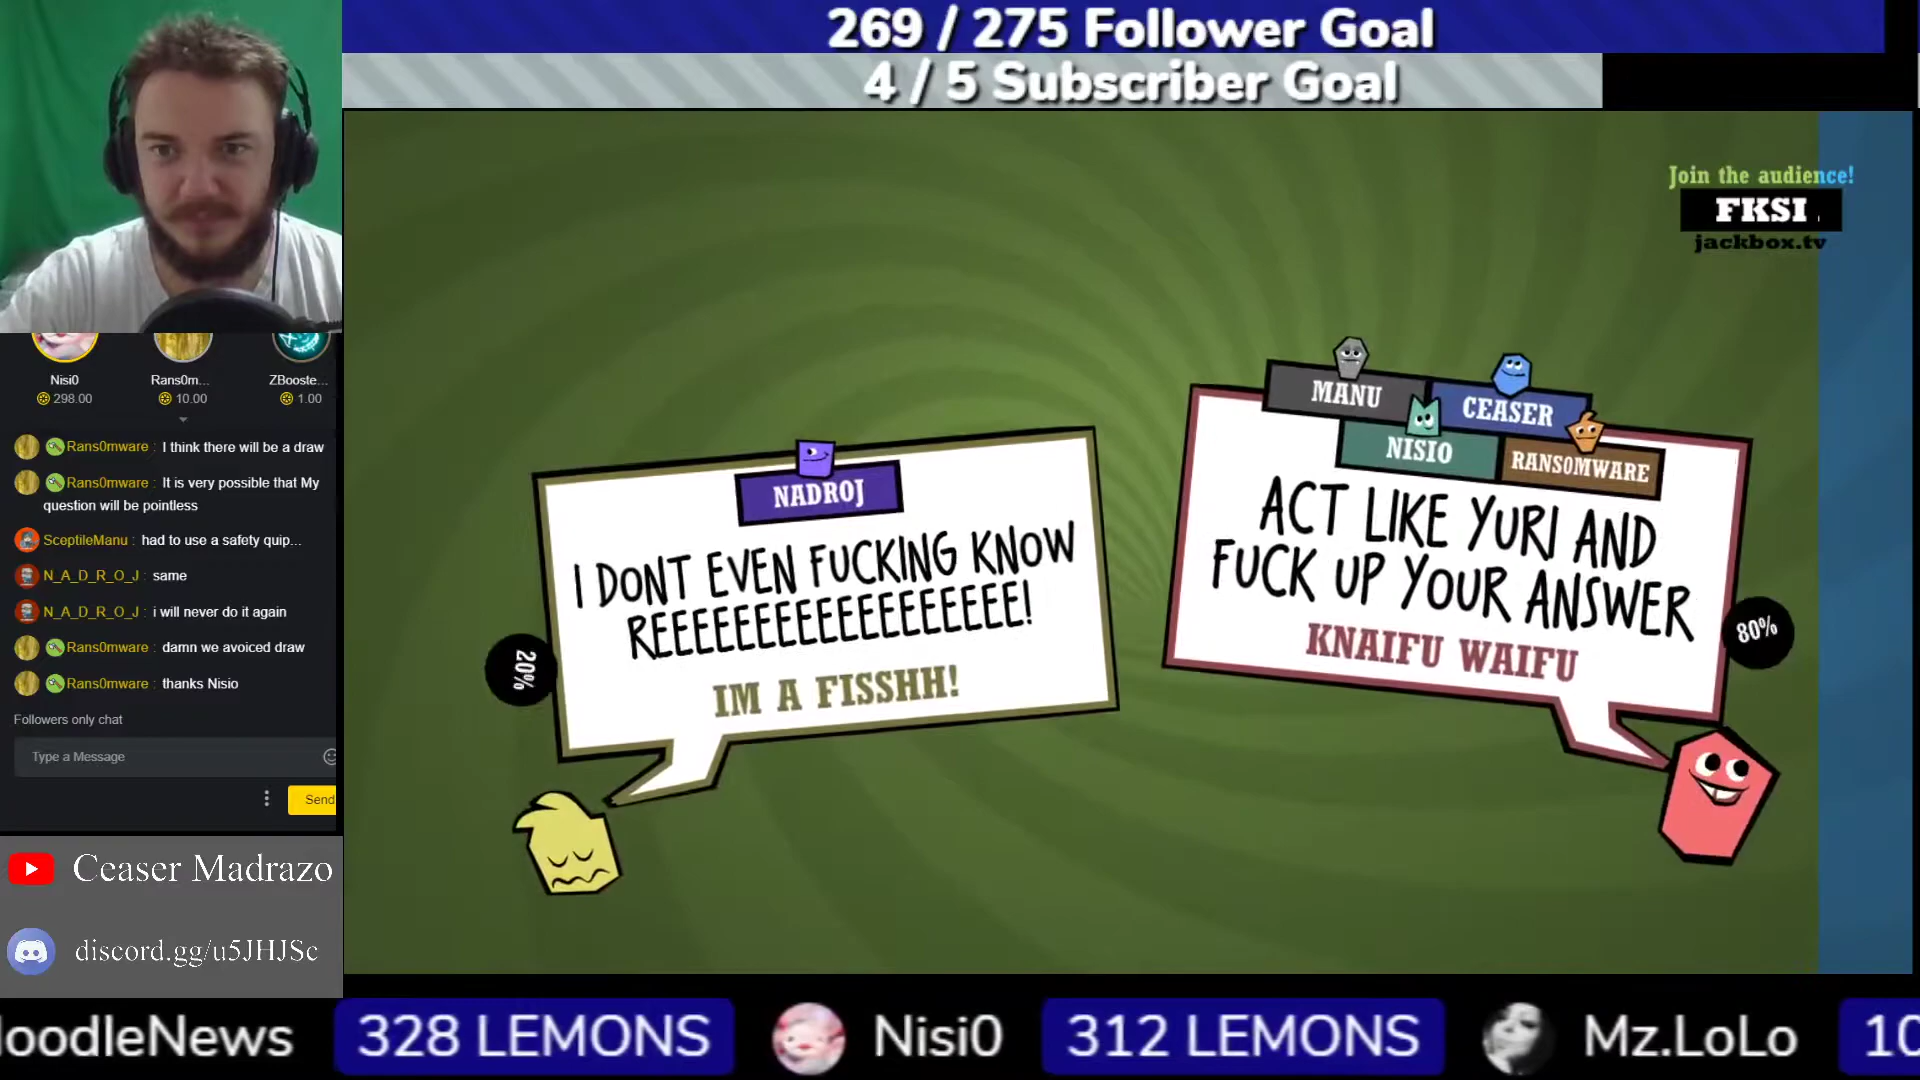 269 / 275 Follower Goal
4 / 5 Subscriber Goal
Join the audience!
FKSI
jackbox.tv
Nisi0
Rans0m...
ZBooste...
298.00
10.00
1.00
Rans0mware : I think there will be a draw
Rans0mware : It is very possible that My
question will be pointless
SceptileManu : had to use a safety quip...
N_A_D_R_O_J : same
N_A_D_R_O_J : i will never do it again
Rans0mware : damn we avoiced draw
Rans0mware : thanks Nisio
Followers only chat
Type a Message
Send
Ceaser Madrazo
discord.gg/u5JHJSc
NADROJ
I DONT EVEN FUCKING KNOW
REEEEEEEEEEEEEEEEEE!
IM A FISSHH!
20%
MANU
CEASER
NISIO
RANSOMWARE
ACT LIKE YURI AND
FUCK UP YOUR ANSWER
KNAIFU WAIFU
80%
loodleNews
328 LEMONS
Nisi0
312 LEMONS
Mz.LoLo
10